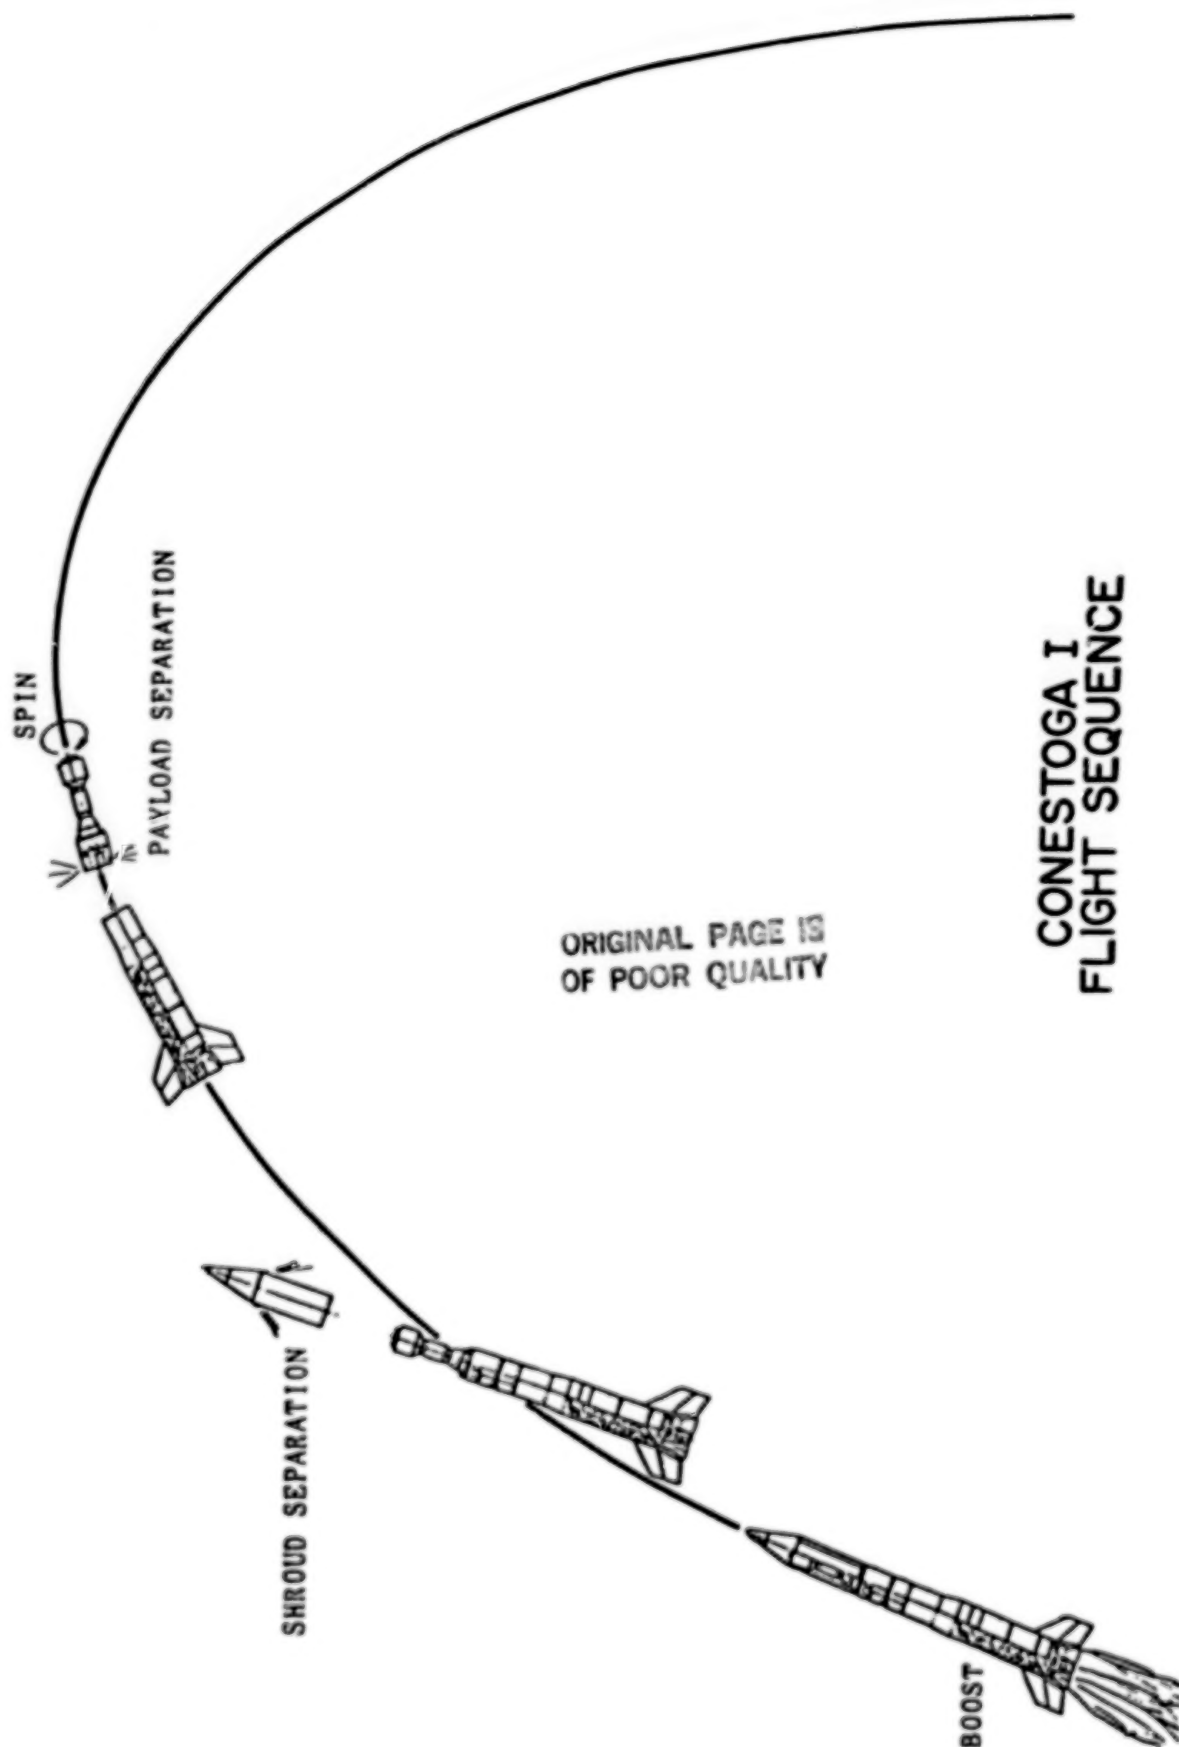 SPIN
PAYLOAD SEPARATION
SHROUD SEPARATION
BOOST
ORIGINAL PAGE IS
OF POOR QUALITY
CONESTOGA I
FLIGHT SEQUENCE